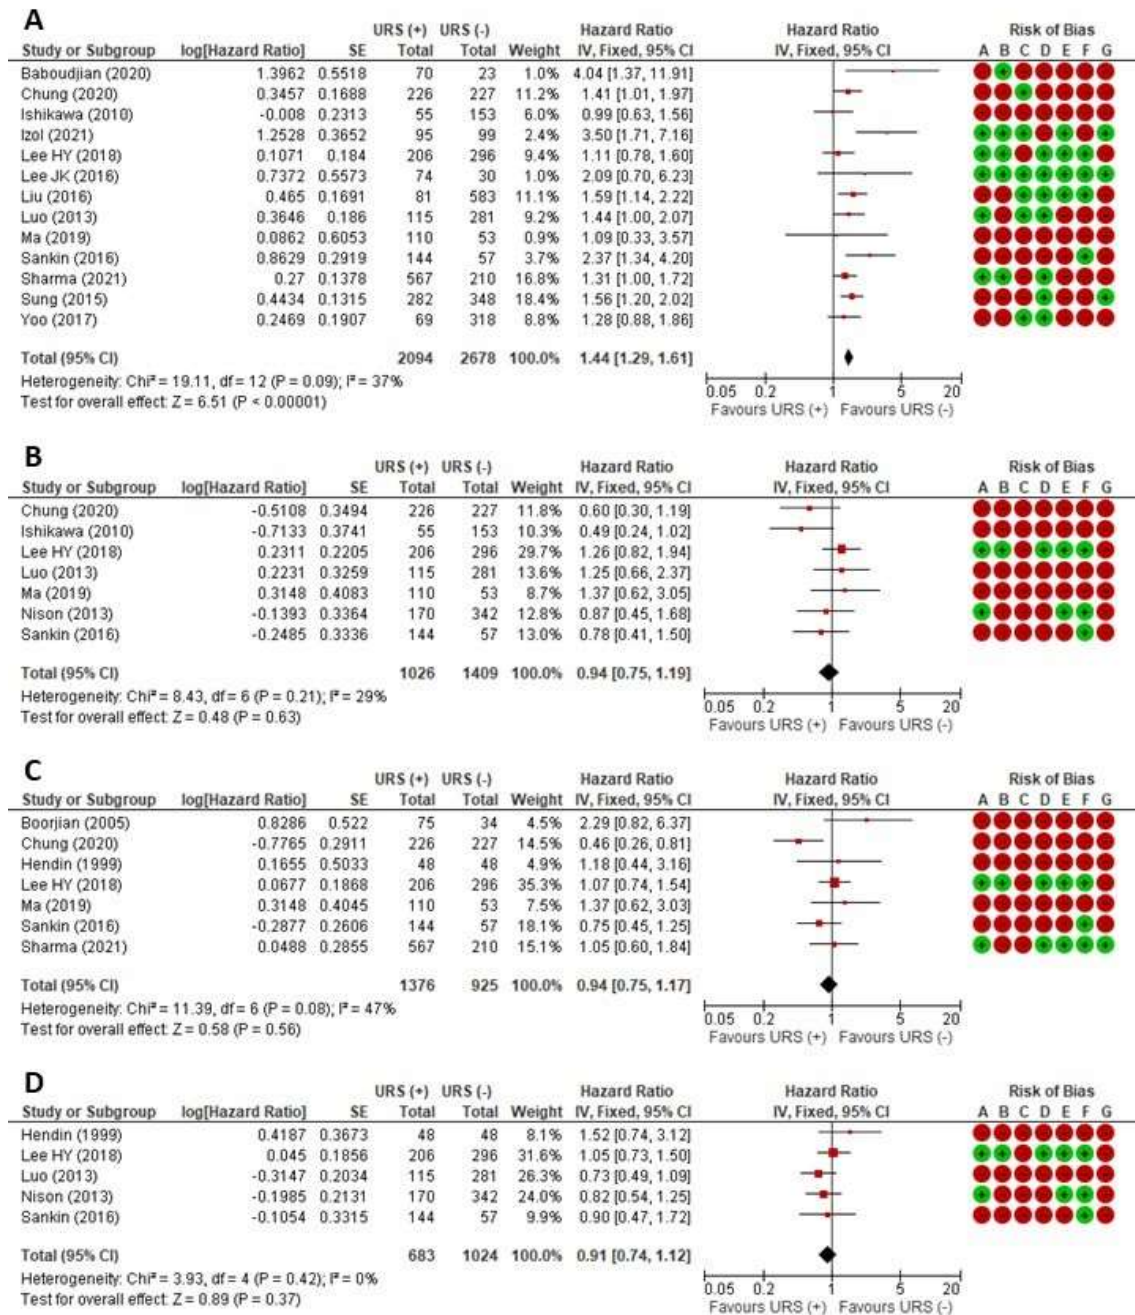 A
URS (+) URS (-) Hazard Ratio Hazard Ratio Risk of Bias
Study or Subgroup log[Hazard Ratio] SE Total Total Weight IV, Fixed, 95% CI IV, Fixed, 95% CI A B C D E F G
Baboudjian (2020) 1.3962 0.5518 70 23 1.0% 4.04 [1.37, 11.91]
Chung (2020) 0.3457 0.1688 226 227 11.2% 1.41 [1.01, 1.97]
Ishikawa (2010) -0.008 0.2313 55 153 6.0% 0.99 [0.63, 1.56]
Izol (2021) 1.2528 0.3652 95 99 2.4% 3.50 [1.71, 7.16]
Lee HY (2018) 0.1071 0.184 206 296 9.4% 1.11 [0.78, 1.60]
Lee JK (2016) 0.7372 0.5573 74 30 1.0% 2.09 [0.70, 6.23]
Liu (2016) 0.465 0.1691 81 583 11.1% 1.59 [1.14, 2.22]
Luo (2013) 0.3646 0.186 115 281 9.2% 1.44 [1.00, 2.07]
Ma (2019) 0.0862 0.6053 110 53 0.9% 1.09 [0.33, 3.57]
Sankin (2016) 0.8629 0.2919 144 57 3.7% 2.37 [1.34, 4.20]
Sharma (2021) 0.27 0.1378 567 210 16.8% 1.31 [1.00, 1.72]
Sung (2015) 0.4434 0.1315 282 348 18.4% 1.56 [1.20, 2.02]
Yoo (2017) 0.2469 0.1907 69 318 8.8% 1.28 [0.88, 1.86]
Total (95% CI) 2094 2678 100.0% 1.44 [1.29, 1.61]
Heterogeneity: Chi² = 19.11, df = 12 (P = 0.09); I² = 37%
Test for overall effect: Z = 6.51 (P < 0.00001)
0.05 0.2 1 5 20
Favours URS (+) Favours URS (-)
B
URS (+) URS (-) Hazard Ratio Hazard Ratio Risk of Bias
Study or Subgroup log[Hazard Ratio] SE Total Total Weight IV, Fixed, 95% CI IV, Fixed, 95% CI A B C D E F G
Chung (2020) -0.5108 0.3494 226 227 11.8% 0.60 [0.30, 1.19]
Ishikawa (2010) -0.7133 0.3741 55 153 10.3% 0.49 [0.24, 1.02]
Lee HY (2018) 0.2311 0.2205 206 296 29.7% 1.26 [0.82, 1.94]
Luo (2013) 0.2231 0.3259 115 281 13.6% 1.25 [0.66, 2.37]
Ma (2019) 0.3148 0.4083 110 53 8.7% 1.37 [0.62, 3.05]
Nison (2013) -0.1393 0.3364 170 342 12.8% 0.87 [0.45, 1.68]
Sankin (2016) -0.2485 0.3336 144 57 13.0% 0.78 [0.41, 1.50]
Total (95% CI) 1026 1409 100.0% 0.94 [0.75, 1.19]
Heterogeneity: Chi² = 8.43, df = 6 (P = 0.21); I² = 29%
Test for overall effect: Z = 0.48 (P = 0.63)
0.05 0.2 1 5 20
Favours URS (+) Favours URS (-)
C
URS (+) URS (-) Hazard Ratio Hazard Ratio Risk of Bias
Study or Subgroup log[Hazard Ratio] SE Total Total Weight IV, Fixed, 95% CI IV, Fixed, 95% CI A B C D E F G
Boorjian (2005) 0.8286 0.522 75 34 4.5% 2.29 [0.82, 6.37]
Chung (2020) -0.7765 0.2911 226 227 14.5% 0.46 [0.26, 0.81]
Hendin (1999) 0.1655 0.5033 48 48 4.9% 1.18 [0.44, 3.16]
Lee HY (2018) 0.0677 0.1868 206 296 35.3% 1.07 [0.74, 1.54]
Ma (2019) 0.3148 0.4045 110 53 7.5% 1.37 [0.62, 3.03]
Sankin (2016) -0.2877 0.2606 144 57 18.1% 0.75 [0.45, 1.25]
Sharma (2021) 0.0488 0.2855 567 210 15.1% 1.05 [0.60, 1.84]
Total (95% CI) 1376 925 100.0% 0.94 [0.75, 1.17]
Heterogeneity: Chi² = 11.39, df = 6 (P = 0.08); I² = 47%
Test for overall effect: Z = 0.58 (P = 0.56)
0.05 0.2 1 5 20
Favours URS (+) Favours URS (-)
D
URS (+) URS (-) Hazard Ratio Hazard Ratio Risk of Bias
Study or Subgroup log[Hazard Ratio] SE Total Total Weight IV, Fixed, 95% CI IV, Fixed, 95% CI A B C D E F G
Hendin (1999) 0.4187 0.3673 48 48 8.1% 1.52 [0.74, 3.12]
Lee HY (2018) 0.045 0.1856 206 296 31.6% 1.05 [0.73, 1.50]
Luo (2013) -0.3147 0.2034 115 281 26.3% 0.73 [0.49, 1.09]
Nison (2013) -0.1985 0.2131 170 342 24.0% 0.82 [0.54, 1.25]
Sankin (2016) -0.1054 0.3315 144 57 9.9% 0.90 [0.47, 1.72]
Total (95% CI) 683 1024 100.0% 0.91 [0.74, 1.12]
Heterogeneity: Chi² = 3.93, df = 4 (P = 0.42); I² = 0%
Test for overall effect: Z = 0.89 (P = 0.37)
0.05 0.2 1 5 20
Favours URS (+) Favours URS (-)